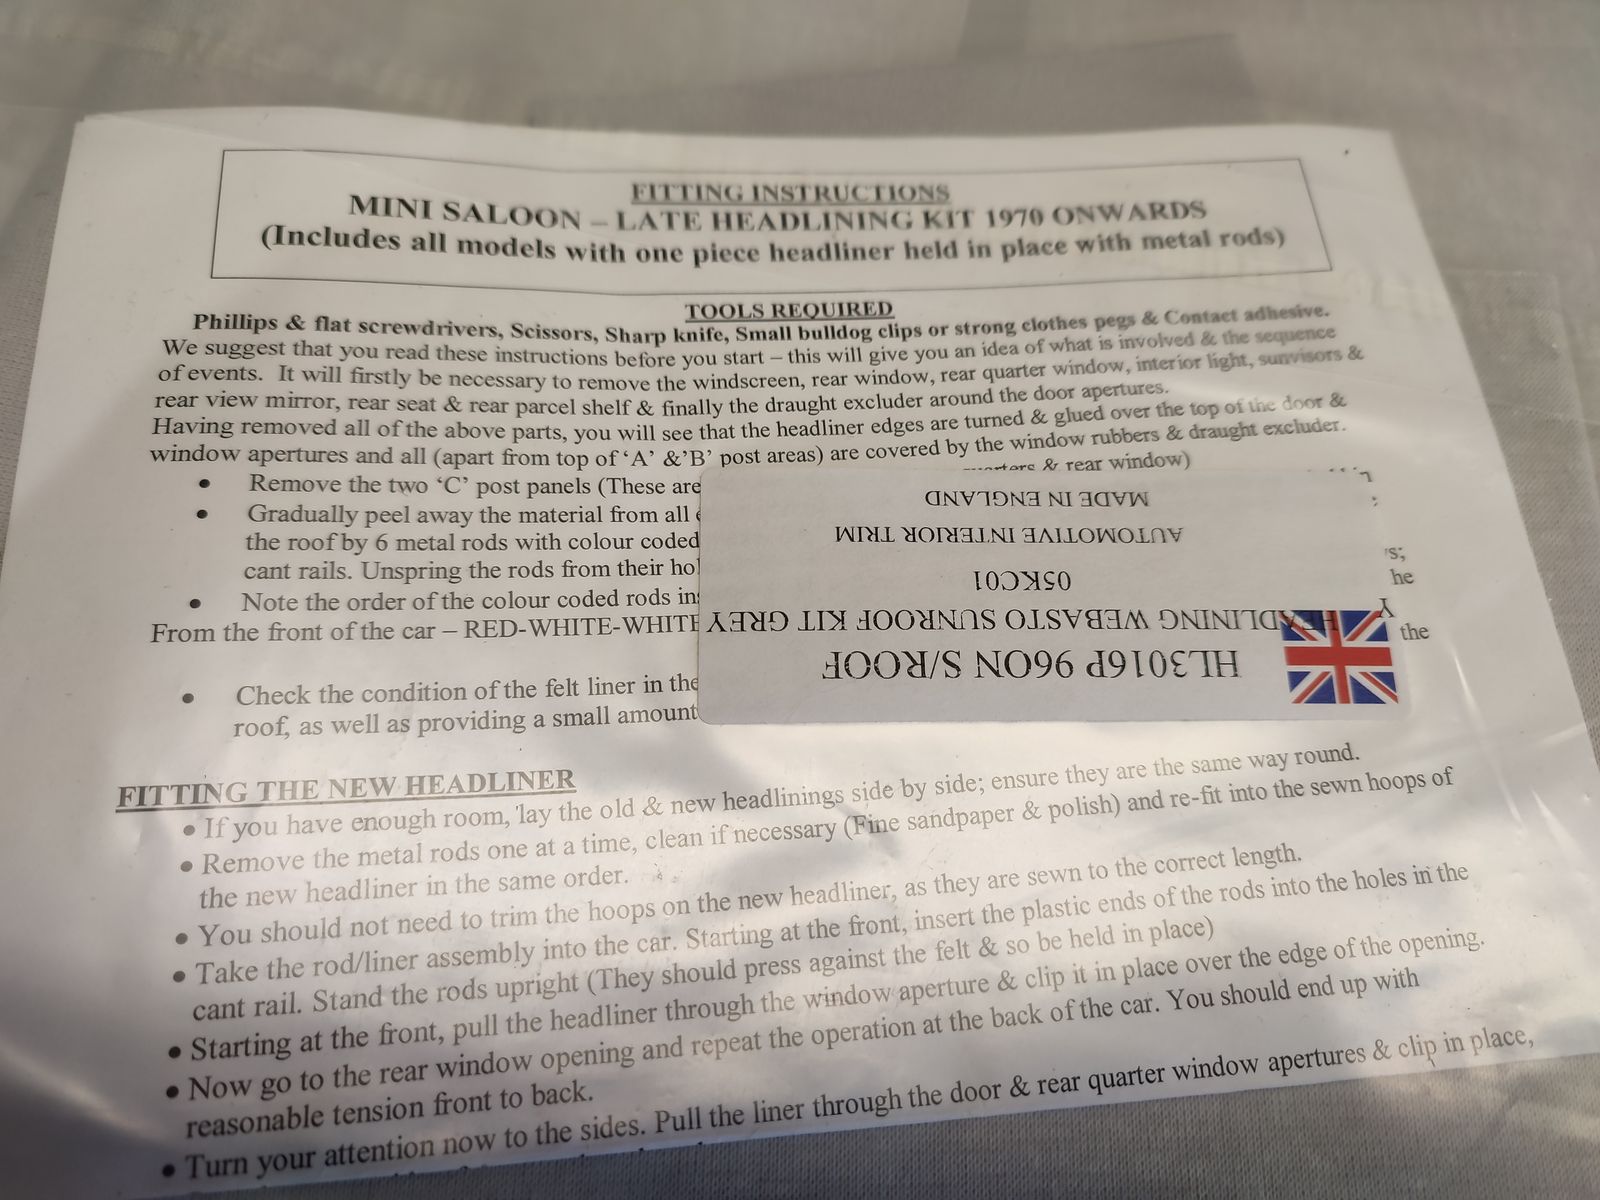 FITTING INSTRUCTIONS
MINI SALOON – LATE HEADLINING KIT 1970 ONWARDS
(Includes all models with one piece headliner held in place with metal rods)
TOOLS REQUIRED
Phillips & flat screwdrivers, Scissors, Sharp knife, Small bulldog clips or strong clothes pegs & Contact adhesive.
We suggest that you read these instructions before you start – this will give you an idea of what is involved & the sequence
of events. It will firstly be necessary to remove the windscreen, rear window, rear quarter window, interior light, sunvisors &
rear view mirror, rear seat & rear parcel shelf & finally the draught excluder around the door apertures.
Having removed all of the above parts, you will see that the headliner edges are turned & glued over the top of the door &
window apertures and all (apart from top of ‘A’ &‘B’ post areas) are covered by the window rubbers & draught excluder.
• Remove the two ‘C’ post panels (These are & rear window)
• Gradually peel away the material from all
the roof by 6 metal rods with colour coded
cant rails. Unspring the rods from their he
• Note the order of the colour coded rods
From the front of the car – RED-WHITE-WHITE the
• Check the condition of the felt liner in the
roof, as well as providing a small amount
HL3016P 96ON S/ROOF
HEADLINING WEBASTO SUNROOF KIT GREY
05KC01
AUTOMOTIVE INTERIOR TRIM
MADE IN ENGLAND
FITTING THE NEW HEADLINER
• If you have enough room, lay the old & new headlinings side by side; ensure they are the same way round.
• Remove the metal rods one at a time, clean if necessary (Fine sandpaper & polish) and re-fit into the sewn hoops of
the new headliner in the same order.
• You should not need to trim the hoops on the new headliner, as they are sewn to the correct length.
• Take the rod/liner assembly into the car. Starting at the front, insert the plastic ends of the rods into the holes in the
cant rail. Stand the rods upright (They should press against the felt & so be held in place)
• Starting at the front, pull the headliner through the window aperture & clip it in place over the edge of the opening.
• Now go to the rear window opening and repeat the operation at the back of the car. You should end up with
reasonable tension front to back.
• Turn your attention now to the sides. Pull the liner through the door & rear quarter window apertures & clip in place,